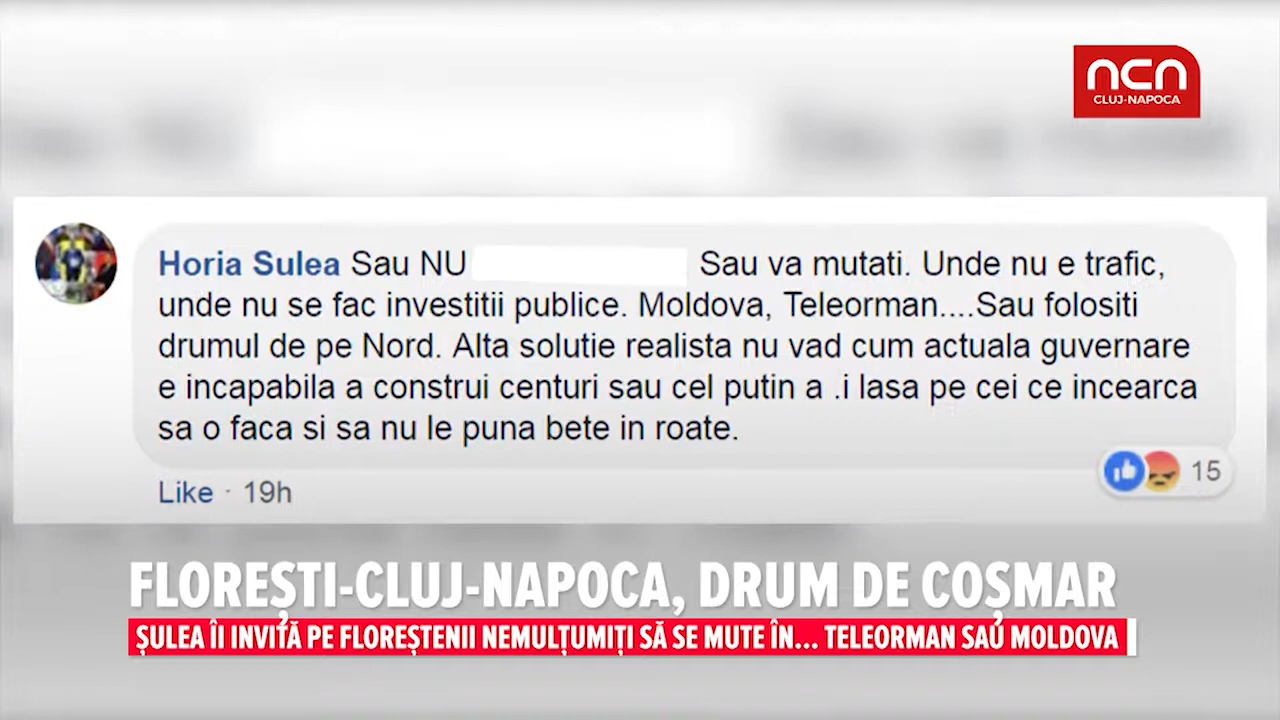 ncn
CLUJ-NAPOCA
Horia Sulea Sau NU Sau va mutati. Unde nu e trafic,
unde nu se fac investitii publice. Moldova, Teleorman....Sau folositi
drumul de pe Nord. Alta solutie realista nu vad cum actuala guvernare
e incapabila a construi centuri sau cel putin a .i lasa pe cei ce incearca
sa o faca si sa nu le puna bete in roate.
Like · 19h
15
FLOREȘTI-CLUJ-NAPOCA, DRUM DE COȘMAR
ȘULEA ÎI INVITĂ PE FLOREȘTENII NEMULȚUMIȚI SĂ SE MUTE ÎN... TELEORMAN SAU MOLDOVA